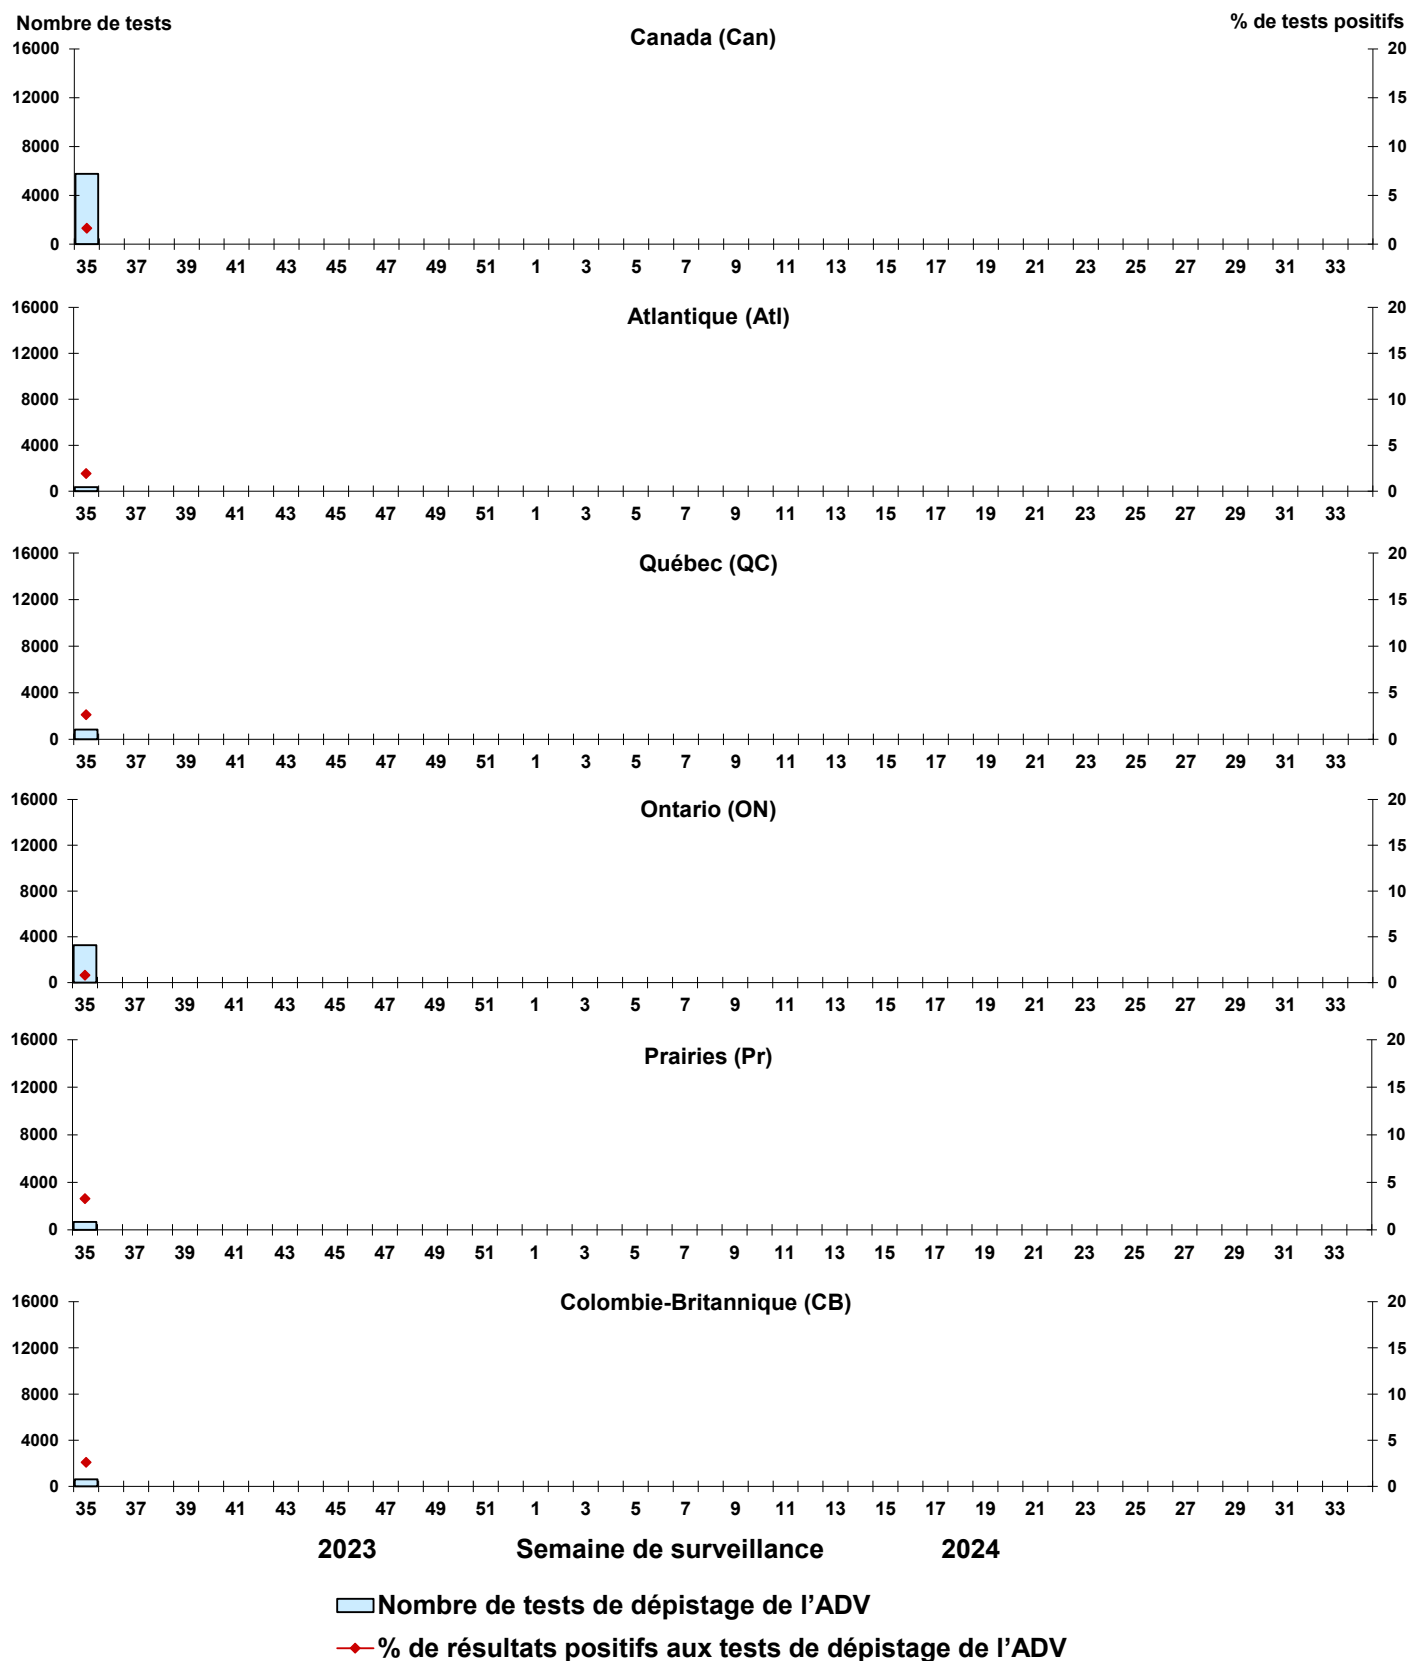 Nombre de tests
% de tests positifs
Canada (Can)
16000 20
12000 15
8000 10
4000 5
0 0
35 37 39 41 43 45 47 49 51 1 3 5 7 9 11 13 15 17 19 21 23 25 27 29 31 33
Atlantique (Atl)
16000 20
12000 15
8000 10
4000 5
0 0
35 37 39 41 43 45 47 49 51 1 3 5 7 9 11 13 15 17 19 21 23 25 27 29 31 33
Québec (QC)
16000 20
12000 15
8000 10
4000 5
0 0
35 37 39 41 43 45 47 49 51 1 3 5 7 9 11 13 15 17 19 21 23 25 27 29 31 33
Ontario (ON)
16000 20
12000 15
8000 10
4000 5
0 0
35 37 39 41 43 45 47 49 51 1 3 5 7 9 11 13 15 17 19 21 23 25 27 29 31 33
Prairies (Pr)
16000 20
12000 15
8000 10
4000 5
0 0
35 37 39 41 43 45 47 49 51 1 3 5 7 9 11 13 15 17 19 21 23 25 27 29 31 33
Colombie-Britannique (CB)
16000 20
12000 15
8000 10
4000 5
0 0
35 37 39 41 43 45 47 49 51 1 3 5 7 9 11 13 15 17 19 21 23 25 27 29 31 33
2023 Semaine de surveillance 2024
Nombre de tests de dépistage de l’ADV
% de résultats positifs aux tests de dépistage de l’ADV